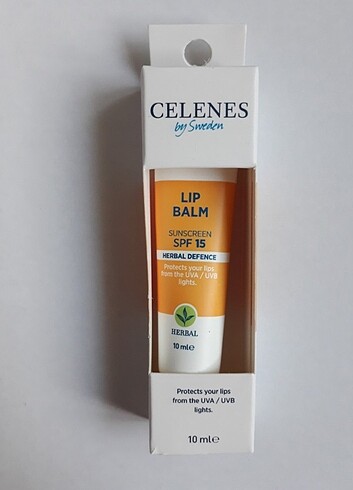 CELENES
by Sweden
LIP
BALM
SUNSCREEN
SPF 15
HERBAL DEFENCE
Protects your lips
from the UVA / UVB
lights.
HERBAL
10 ml℮
Protects your lips
from the UVA / UVB
lights.
10 ml℮